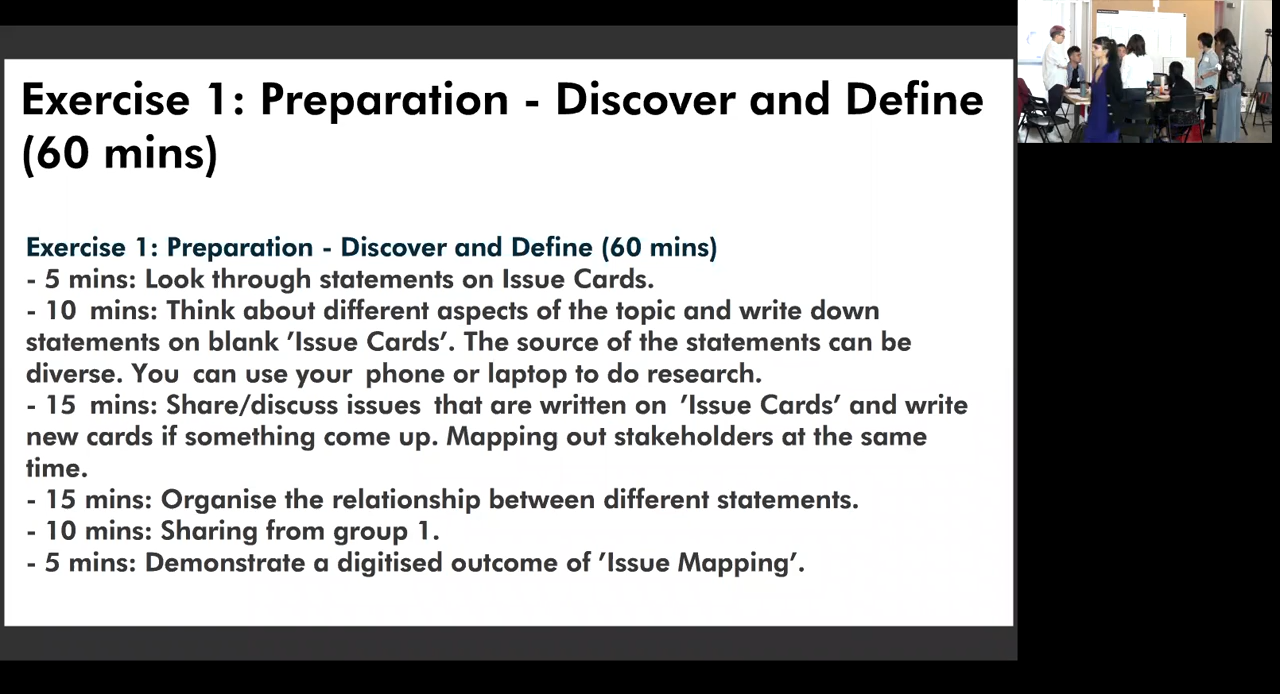 Exercise 1: Preparation - Discover and Define
(60 mins)
Exercise 1: Preparation - Discover and Define (60 mins)
- 5 mins: Look through statements on Issue Cards.
- 10 mins: Think about different aspects of the topic and write down
statements on blank ’Issue Cards’. The source of the statements can be
diverse. You can use your phone or laptop to do research.
- 15 mins: Share/discuss issues that are written on ’Issue Cards’ and write
new cards if something come up. Mapping out stakeholders at the same
time.
- 15 mins: Organise the relationship between different statements.
- 10 mins: Sharing from group 1.
- 5 mins: Demonstrate a digitised outcome of ’Issue Mapping’.